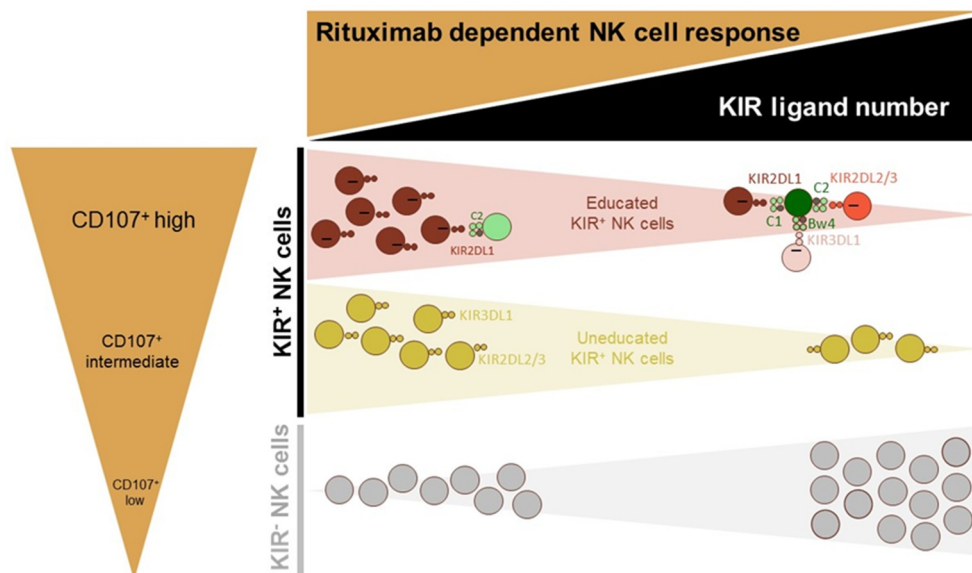 Rituximab dependent NK cell response
KIR ligand number
CD107⁺ high
CD107⁺
intermediate
CD107⁺
low
KIR⁺ NK cells
KIR⁻ NK cells
C2
KIR2DL1
Educated
KIR⁺ NK cells
KIR2DL1
C2
KIR2DL2/3
C1
Bw4
KIR3DL1
KIR3DL1
KIR2DL2/3
Uneducated
KIR⁺ NK cells